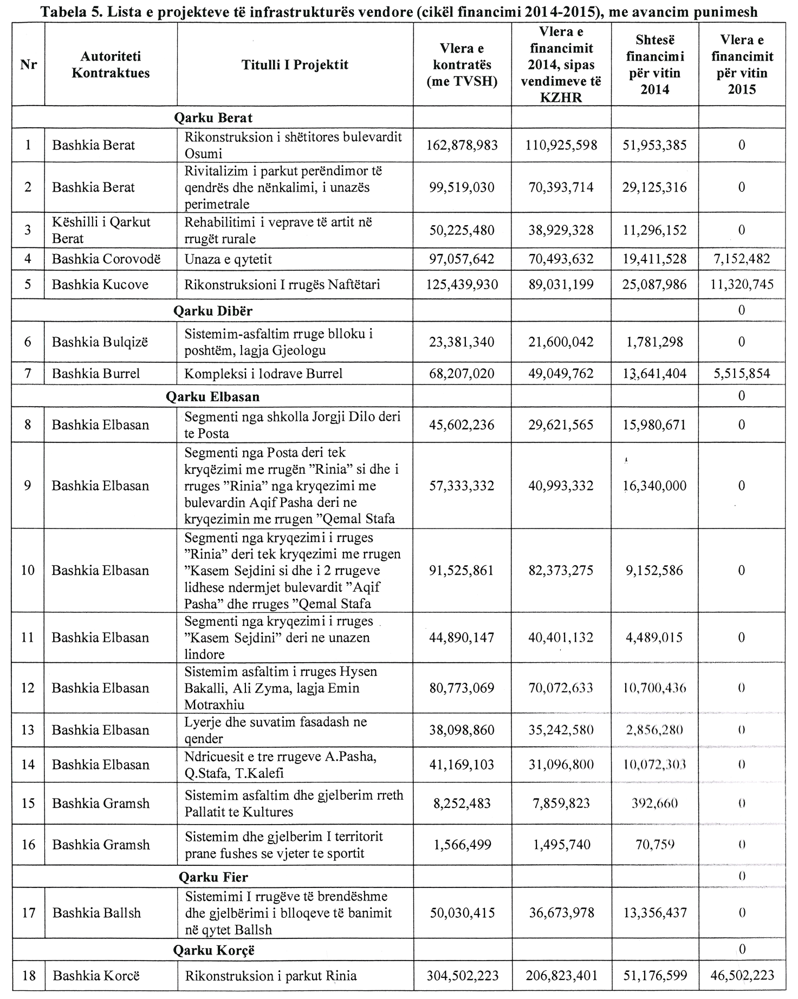 Tabela 5. Lista e projekteve të infrastrukturës vendore (cikël financimi 2014-2015), me avancim punimesh
Nr
Autoriteti
Kontraktues
Titulli I Projektit
Vlera e
kontratës
(me TVSH)
Vlera e
financimit
2014, sipas
vendimeve të
KZHR
Shtesë
financimi
për vitin
2014
Vlera e
financimit
për vitin
2015
Qarku Berat
1 Bashkia Berat
Rikonstruksion i shëtitores bulevardit
Osumi
162,878,983 110,925,598 51,953,385 0
2 Bashkia Berat
Rivitalizim i parkut perëndimor të
qendrës dhe nënkalimi, i unazës
perimetrale
99,519,030 70,393,714 29,125,316 0
3
Këshilli i Qarkut
Berat
Rehabilitimi i veprave të artit në
rrugët rurale
50,225,480 38,929,328 11,296,152 0
4 Bashkia Corovodë Unaza e qytetit 97,057,642 70,493,632 19,411,528 7,152,482
5 Bashkia Kucove Rikonstruksioni I rrugës Naftëtari 125,439,930 89,031,199 25,087,986 11,320,745
Qarku Dibër 0
6 Bashkia Bulqizë
Sistemim-asfaltim rruge blloku i
poshtëm, lagja Gjeologu
23,381,340 21,600,042 1,781,298 0
7 Bashkia Burrel Kompleksi i lodrave Burrel 68,207,020 49,049,762 13,641,404 5,515,854
Qarku Elbasan 0
8 Bashkia Elbasan
Segmenti nga shkolla Jorgji Dilo deri
te Posta
45,602,236 29,621,565 15,980,671 0
9 Bashkia Elbasan
Segmenti nga Posta deri tek
kryqëzimi me rrugën ”Rinia” si dhe i
rruges ”Rinia” nga kryqezimi me
bulevardin Aqif Pasha deri ne
kryqezimin me rrugen ”Qemal Stafa
57,333,332 40,993,332 16,340,000 0
10 Bashkia Elbasan
Segmenti nga kryqezimi i rruges
”Rinia” deri tek kryqezimi me rrugen
”Kasem Sejdini si dhe i 2 rrugeve
lidhese ndermjet bulevardit ”Aqif
Pasha” dhe rruges ”Qemal Stafa
91,525,861 82,373,275 9,152,586 0
11 Bashkia Elbasan
Segmenti nga kryqezimi i rruges
”Kasem Sejdini” deri ne unazen
lindore
44,890,147 40,401,132 4,489,015 0
12 Bashkia Elbasan
Sistemim asfaltim i rruges Hysen
Bakalli, Ali Zyma, lagja Emin
Motraxhiu
80,773,069 70,072,633 10,700,436 0
13 Bashkia Elbasan
Lyerje dhe suvatim fasadash ne
qender
38,098,860 35,242,580 2,856,280 0
14 Bashkia Elbasan
Ndricuesit e tre rrugeve A.Pasha,
Q.Stafa, T.Kalefi
41,169,103 31,096,800 10,072,303 0
15 Bashkia Gramsh
Sistemim asfaltim dhe gjelberim rreth
Pallatit te Kultures
8,252,483 7,859,823 392,660 0
16 Bashkia Gramsh
Sistemim dhe gjelberim I territorit
prane fushes se vjeter te sportit
1,566,499 1,495,740 70,759 0
Qarku Fier 0
17 Bashkia Ballsh
Sistemimi I rrugëve të brendëshme
dhe gjelbërimi i blloqeve të banimit
në qytet Ballsh
50,030,415 36,673,978 13,356,437 0
Qarku Korçë 0
18 Bashkia Korcë Rikonstruksion i parkut Rinia 304,502,223 206,823,401 51,176,599 46,502,223